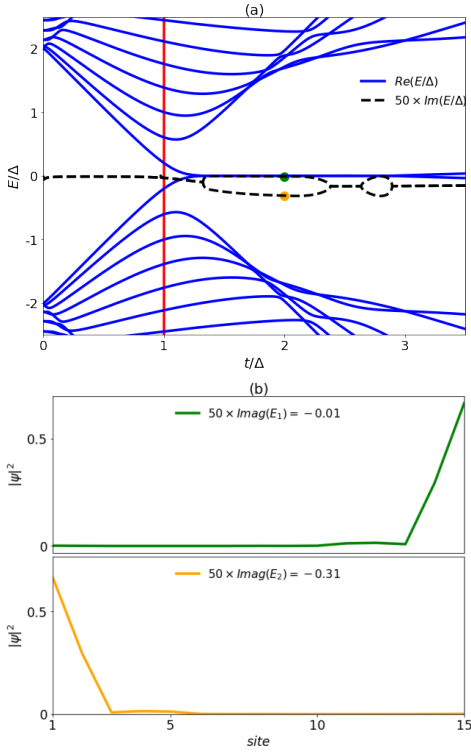 (a)
2
1
0
-1
-2
E/Δ
Re(E/Δ)
50 × Im(E/Δ)
0
1
2
3
t/Δ
(b)
0.5
0
|ψ|²
50 × Imag(E₁) = −0.01
0.5
0
|ψ|²
50 × Imag(E₂) = −0.31
1
5
10
15
site